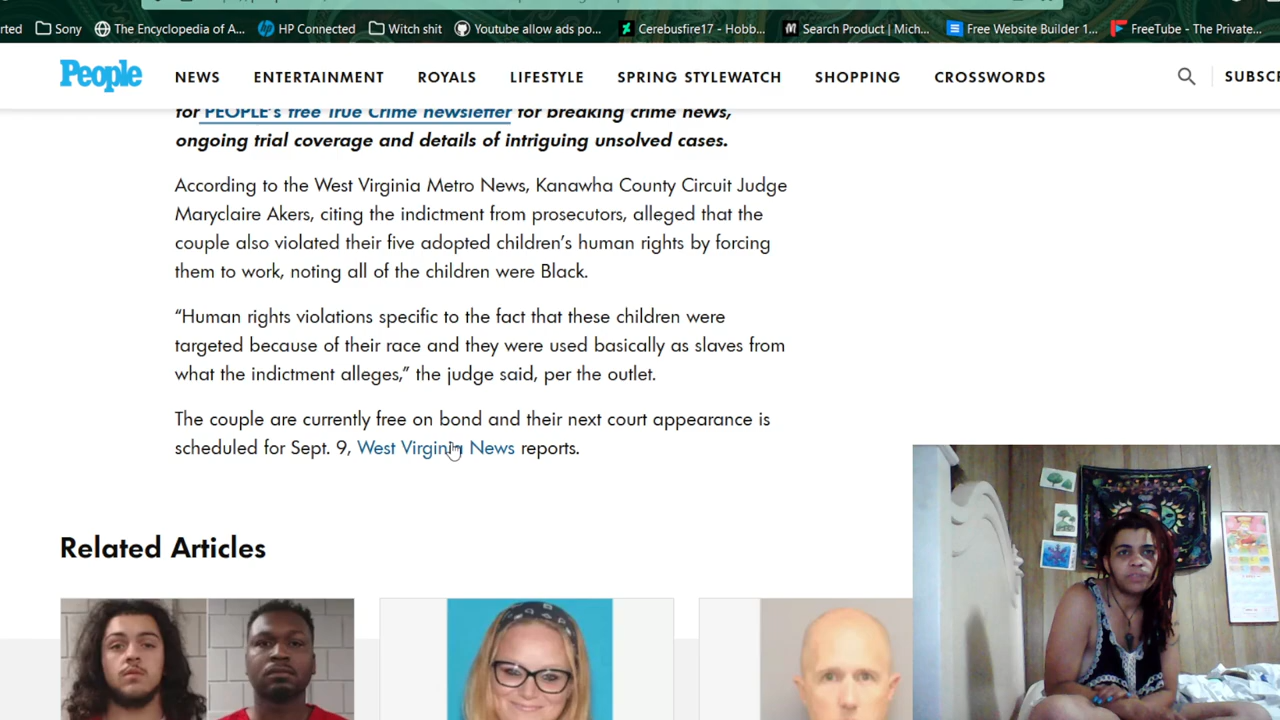 rted Sony The Encyclopedia of A... HP Connected Witch shit Youtube allow ads po... Cerebusfire17 - Hobb... Search Product | Mich... Free Website Builder 1... FreeTube - The Private...
People NEWS ENTERTAINMENT ROYALS LIFESTYLE SPRING STYLEWATCH SHOPPING CROSSWORDS SUBSC
for PEOPLE's free True Crime newsletter for breaking crime news,
ongoing trial coverage and details of intriguing unsolved cases.
According to the West Virginia Metro News, Kanawha County Circuit Judge
Maryclaire Akers, citing the indictment from prosecutors, alleged that the
couple also violated their five adopted children’s human rights by forcing
them to work, noting all of the children were Black.
“Human rights violations specific to the fact that these children were
targeted because of their race and they were used basically as slaves from
what the indictment alleges,” the judge said, per the outlet.
The couple are currently free on bond and their next court appearance is
scheduled for Sept. 9, West Virginia News reports.
Related Articles